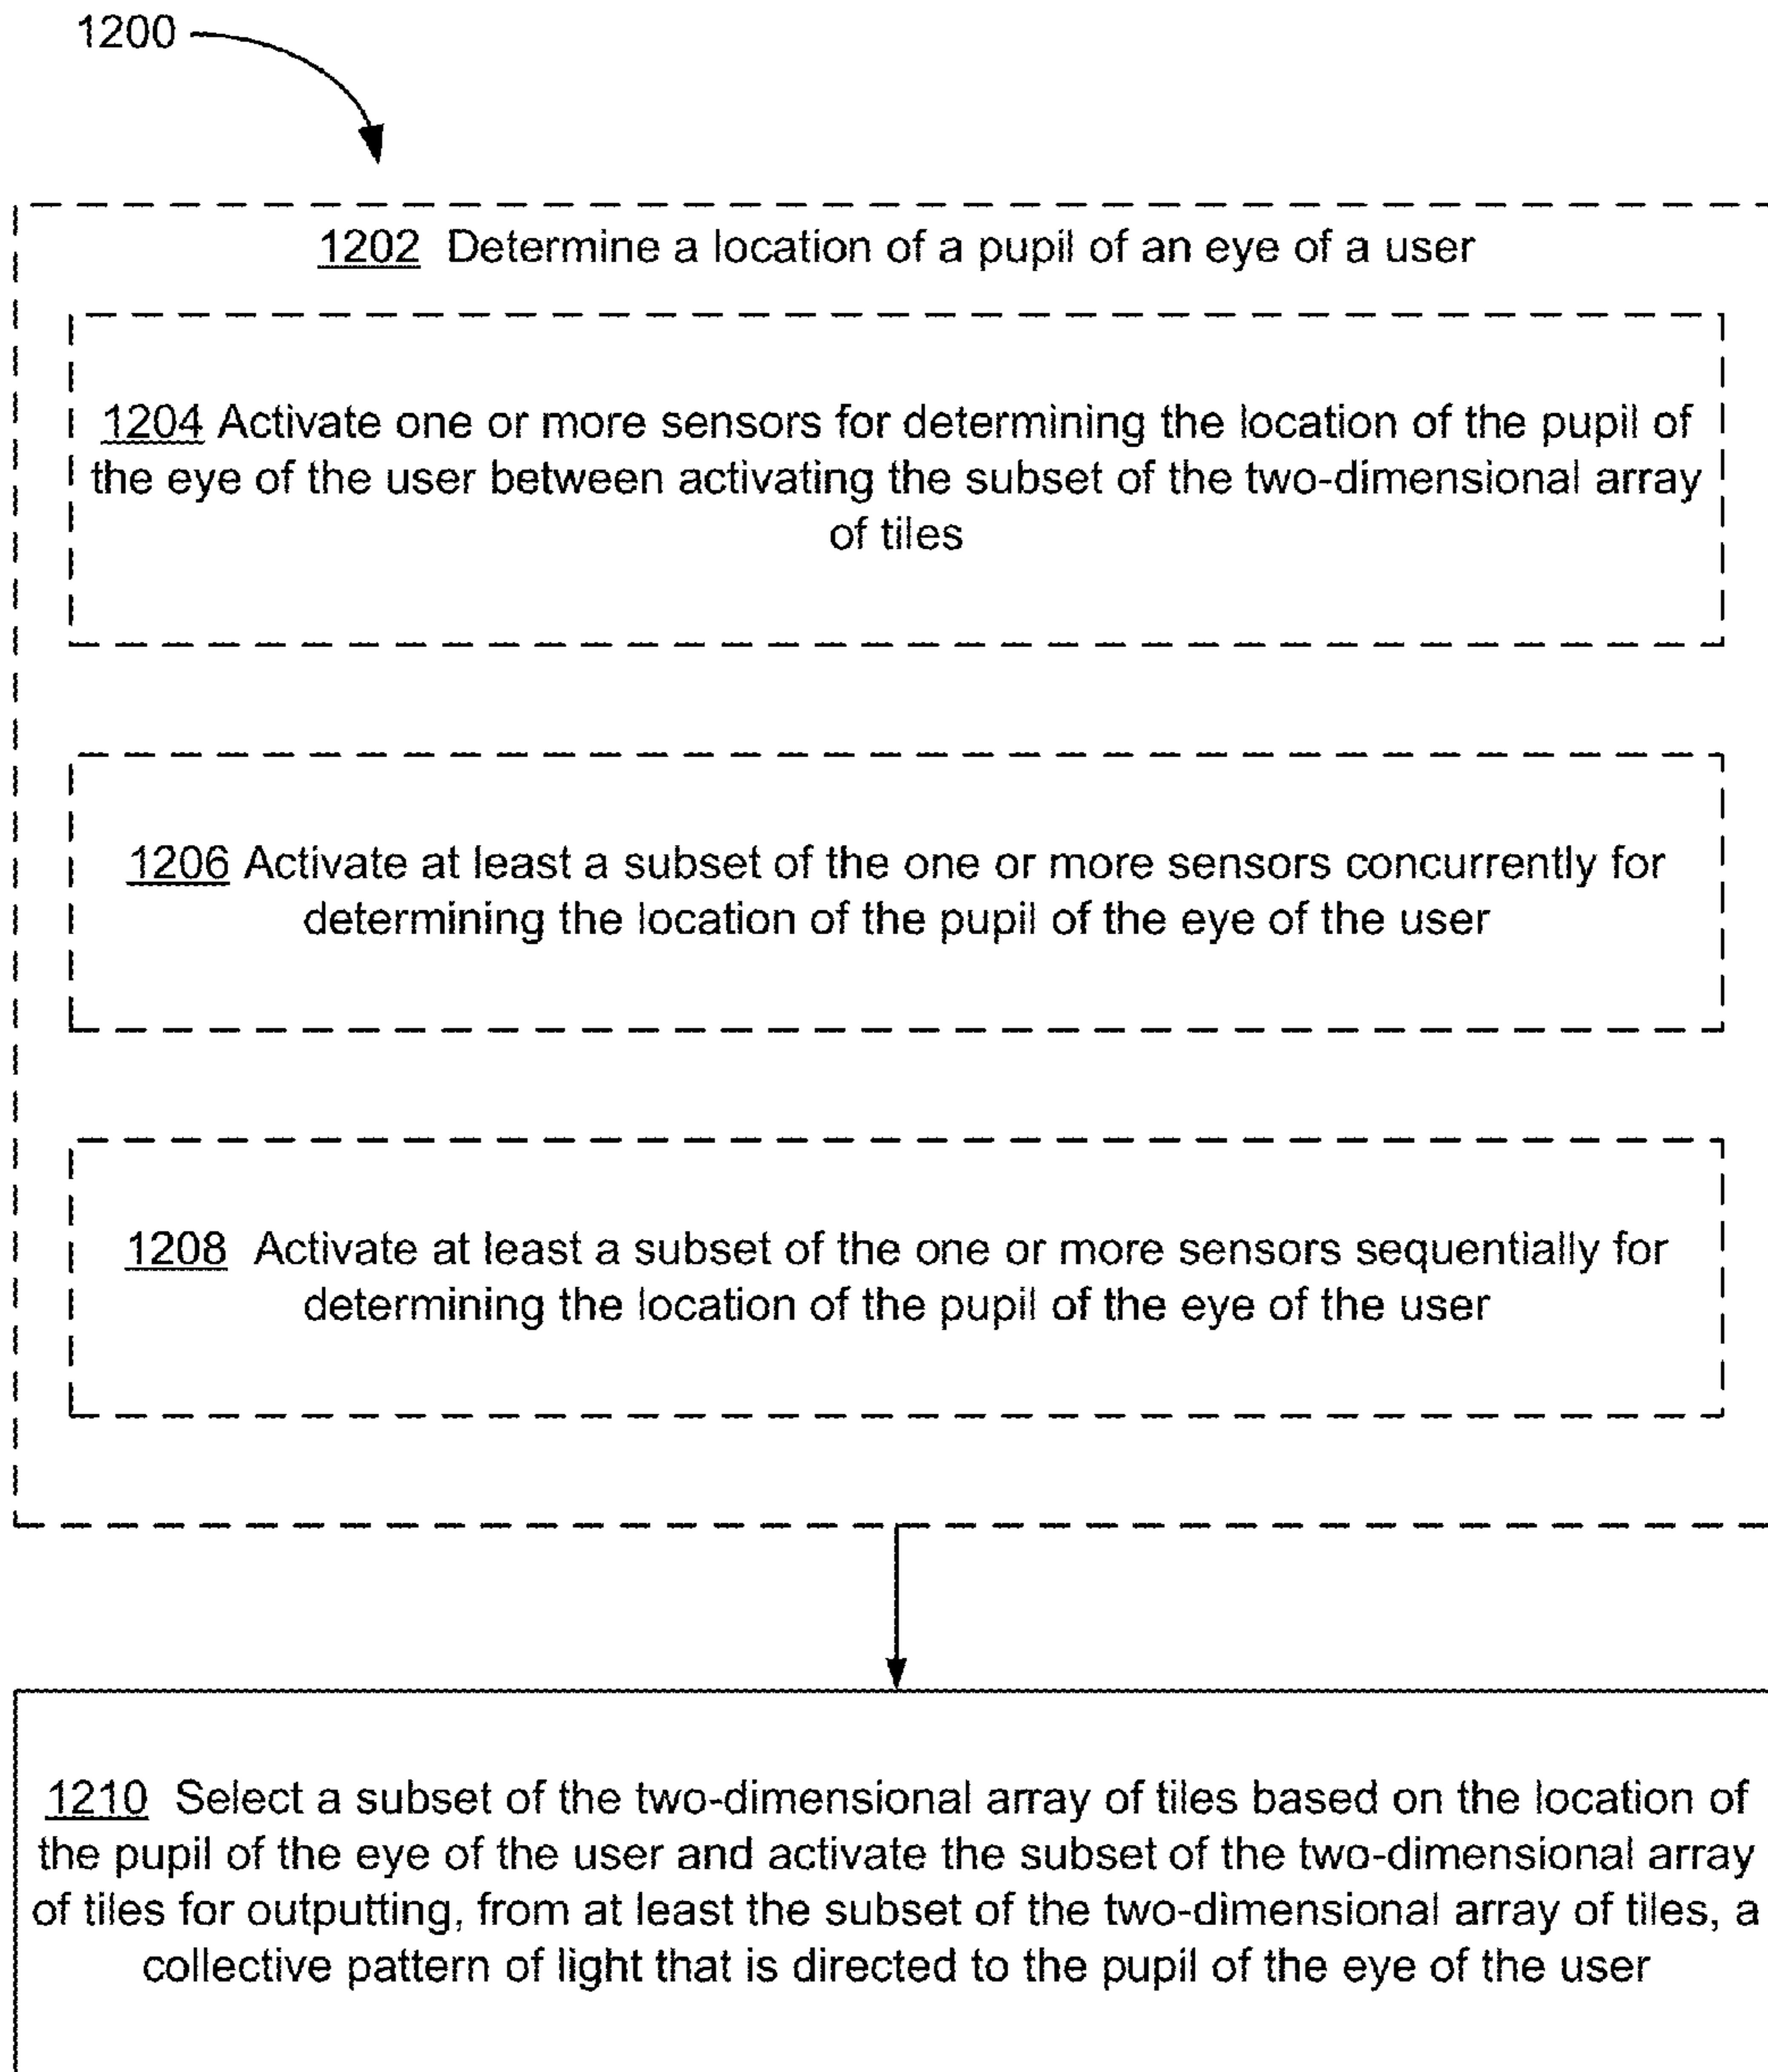 1200
1202 Determine a location of a pupil of an eye of a user
1204 Activate one or more sensors for determining the location of the pupil of
the eye of the user between activating the subset of the two-dimensional array
of tiles
1206 Activate at least a subset of the one or more sensors concurrently for
determining the location of the pupil of the eye of the user
1208 Activate at least a subset of the one or more sensors sequentially for
determining the location of the pupil of the eye of the user
1210 Select a subset of the two-dimensional array of tiles based on the location of
the pupil of the eye of the user and activate the subset of the two-dimensional array
of tiles for outputting, from at least the subset of the two-dimensional array of tiles, a
collective pattern of light that is directed to the pupil of the eye of the user